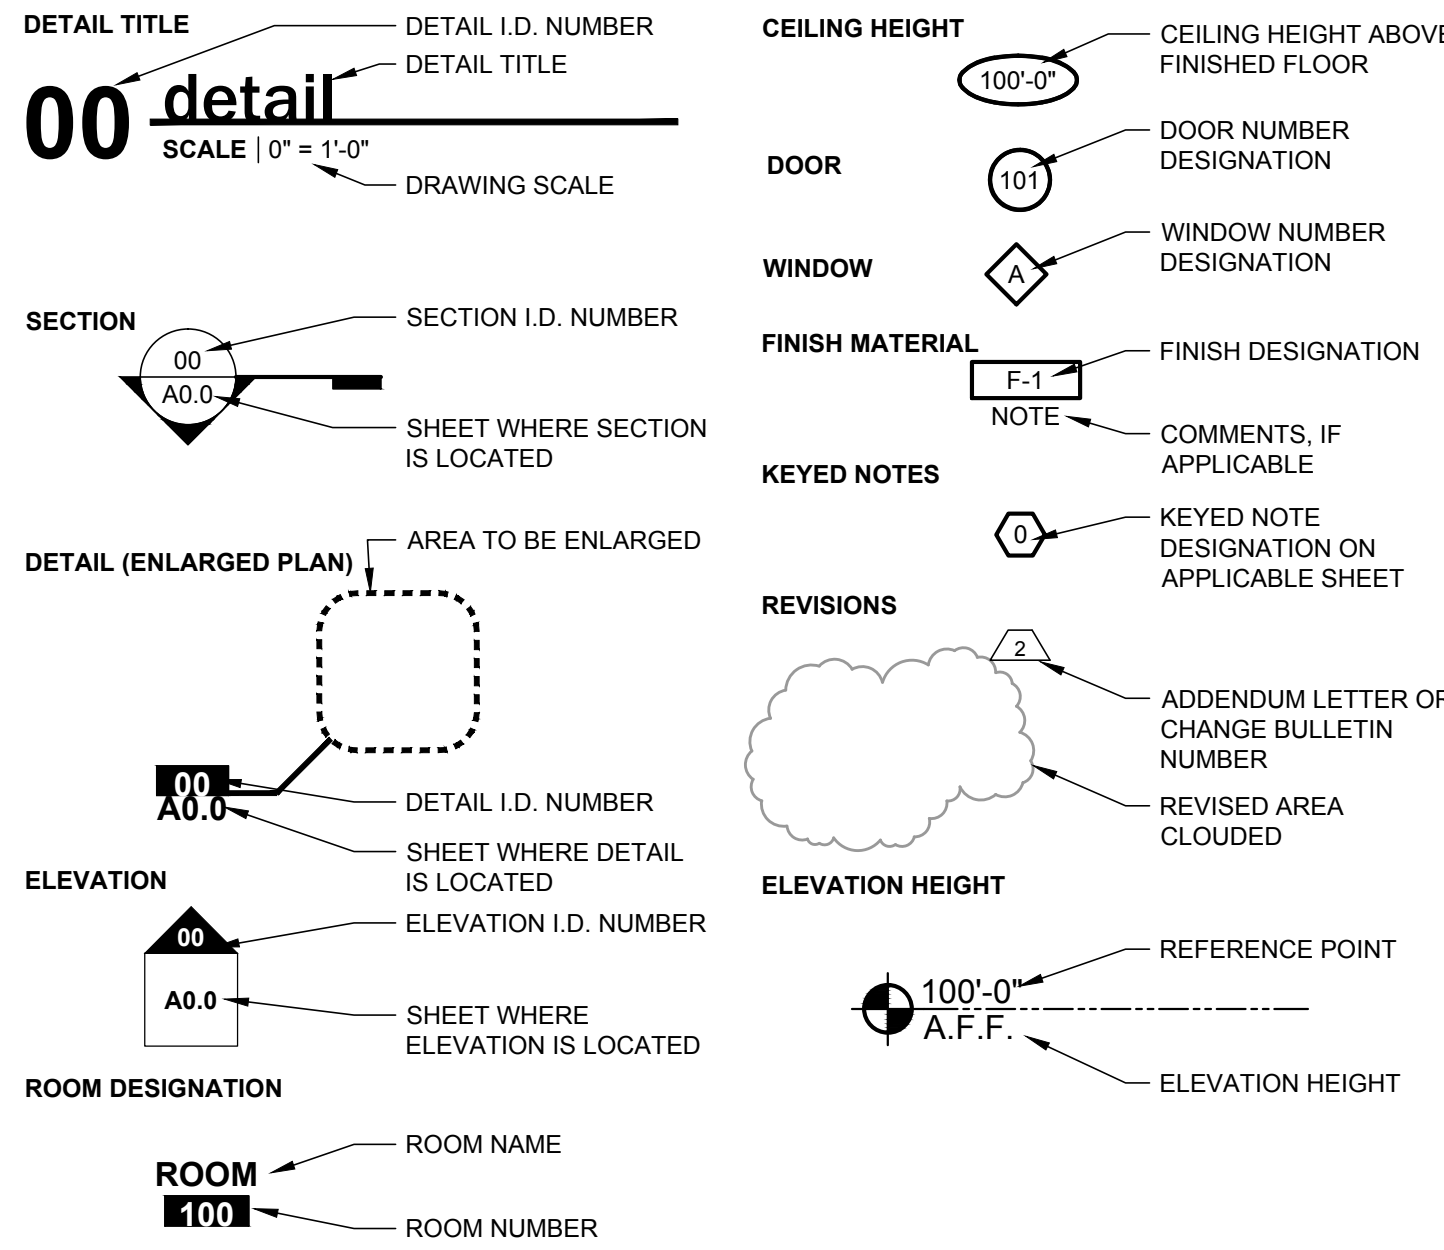 DETAIL TITLE
DETAIL I.D. NUMBER
DETAIL TITLE
00 detail
SCALE | 0" = 1'-0"
DRAWING SCALE
SECTION
SECTION I.D. NUMBER
00
A0.0
SHEET WHERE SECTION
IS LOCATED
DETAIL (ENLARGED PLAN)
AREA TO BE ENLARGED
00
A0.0
DETAIL I.D. NUMBER
SHEET WHERE DETAIL
IS LOCATED
ELEVATION
00
ELEVATION I.D. NUMBER
A0.0
SHEET WHERE
ELEVATION IS LOCATED
ROOM DESIGNATION
ROOM NAME
ROOM
100
ROOM NUMBER
CEILING HEIGHT
CEILING HEIGHT ABOVE
FINISHED FLOOR
100'-0"
DOOR
DOOR NUMBER
DESIGNATION
101
WINDOW
WINDOW NUMBER
DESIGNATION
A
FINISH MATERIAL
FINISH DESIGNATION
F-1
NOTE
COMMENTS, IF
APPLICABLE
KEYED NOTES
0
KEYED NOTE
DESIGNATION ON
APPLICABLE SHEET
REVISIONS
2
ADDENDUM LETTER OR
CHANGE BULLETIN
NUMBER
REVISED AREA
CLOUDED
ELEVATION HEIGHT
REFERENCE POINT
100'-0"
A.F.F.
ELEVATION HEIGHT